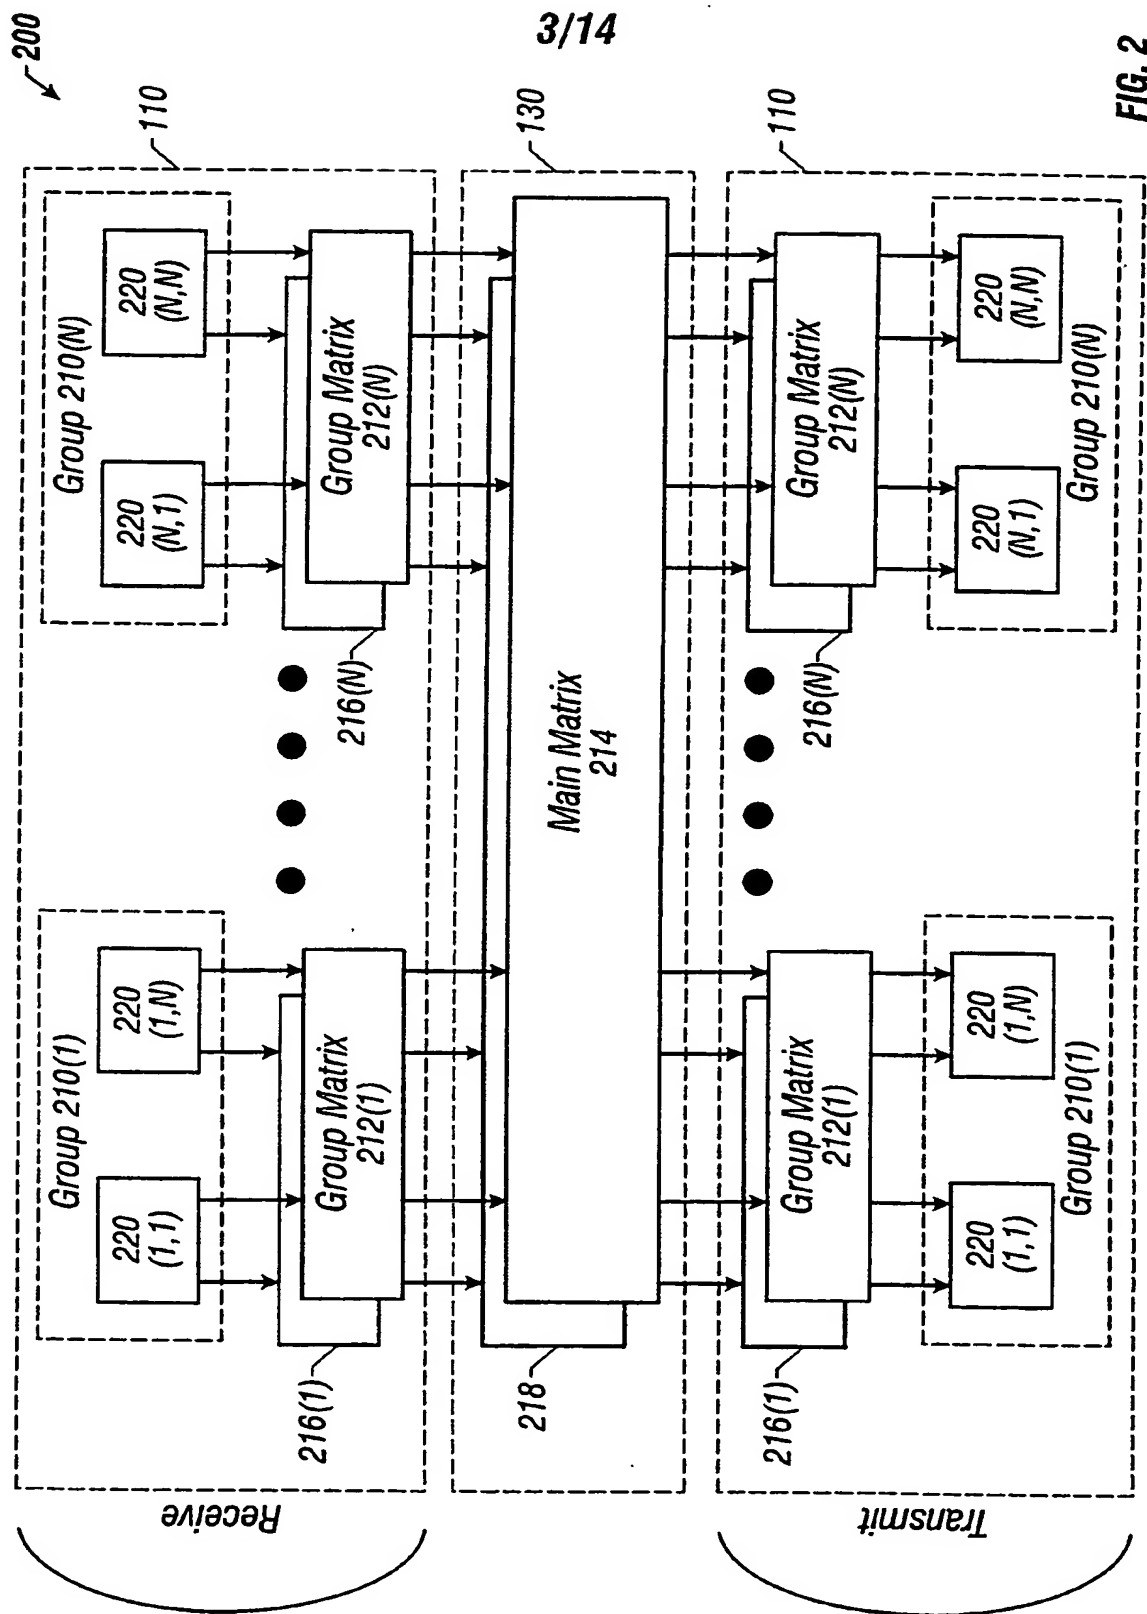 3/14
200
110
Group 210(1)
220
(1,1)
220
(1,N)
Group 210(N)
220
(N,1)
220
(N,N)
Group Matrix
212(1)
216(1)
Group Matrix
212(N)
216(N)
Receive
130
Main Matrix
214
218
110
Group Matrix
212(1)
216(1)
Group Matrix
212(N)
216(N)
220
(1,1)
220
(1,N)
Group 210(1)
220
(N,1)
220
(N,N)
Group 210(N)
Transmit
FIG. 2